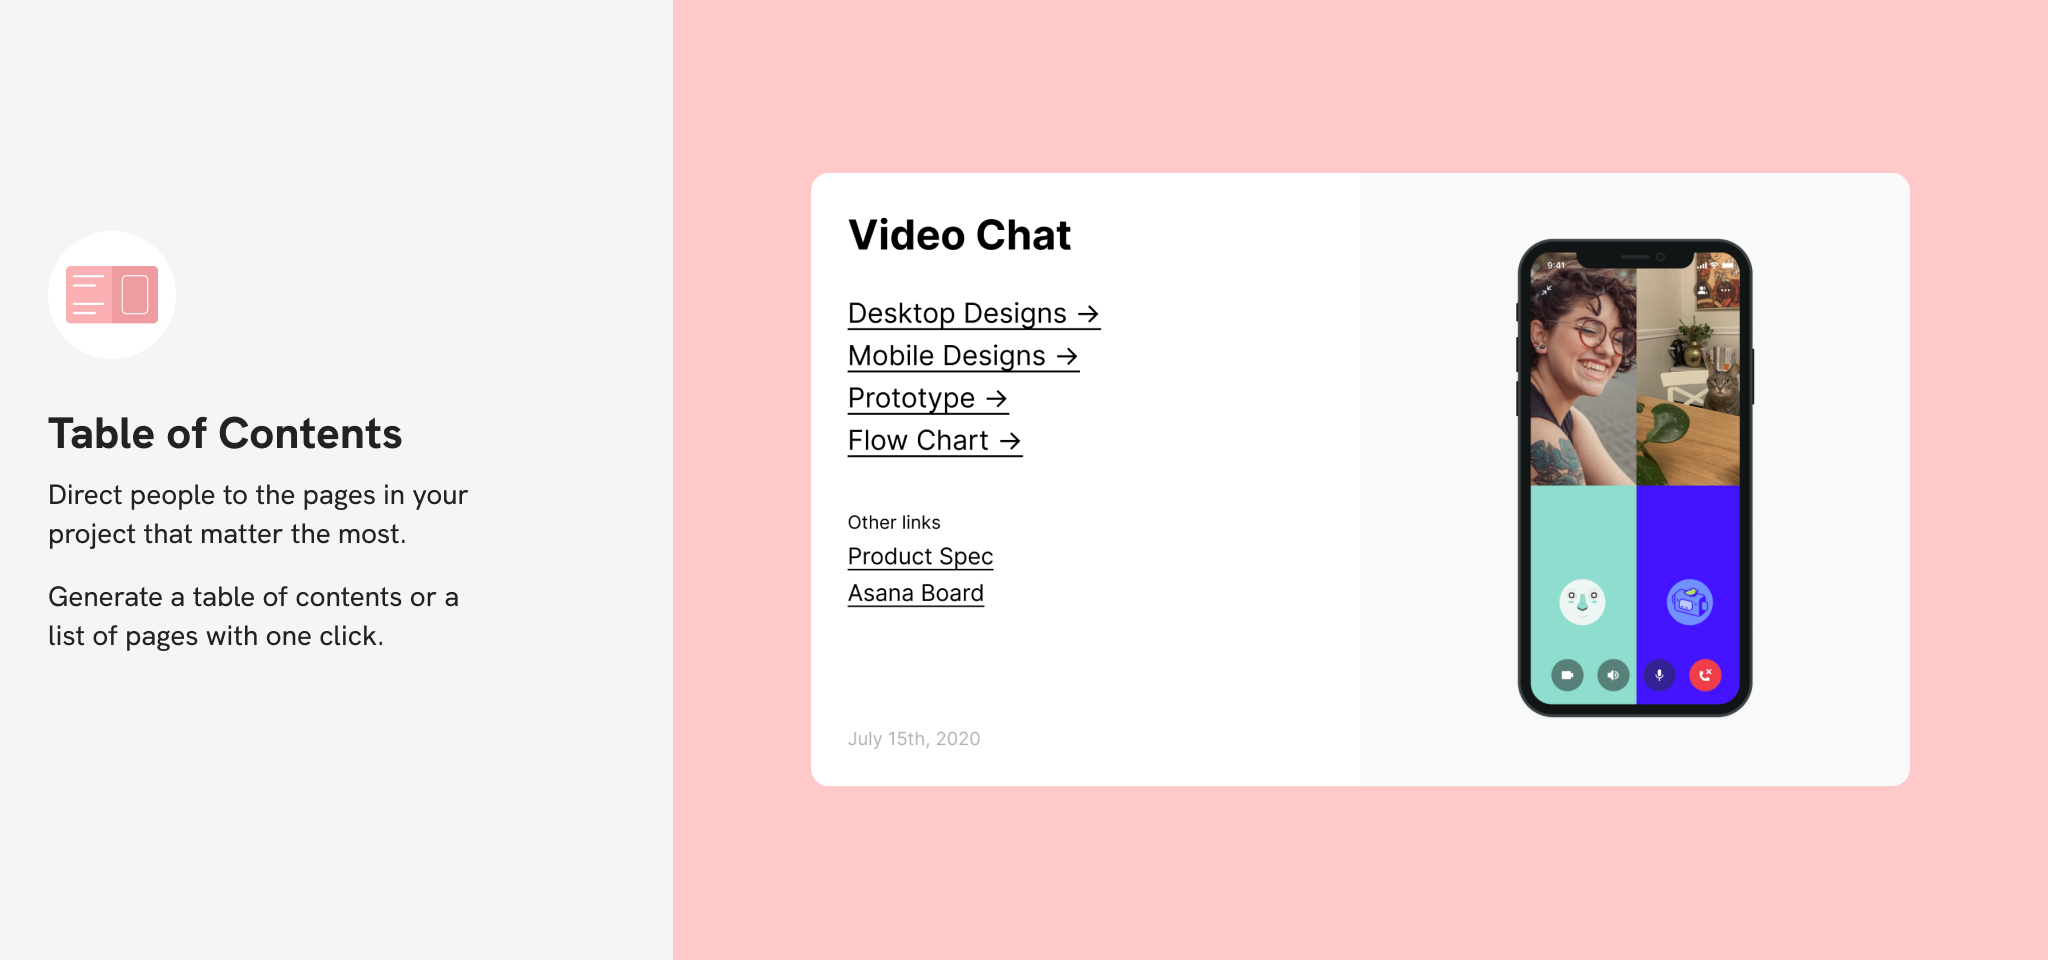 Table of Contents
Direct people to the pages in your
project that matter the most.
Generate a table of contents or a
list of pages with one click.
Video Chat
Desktop Designs →
Mobile Designs →
Prototype →
Flow Chart →
Other links
Product Spec
Asana Board
July 15th, 2020
9:41